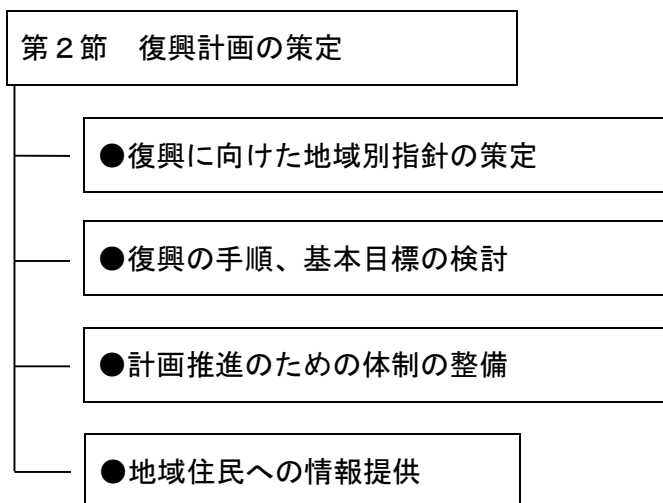 第２節　復興計画の策定
●復興に向けた地域別指針の策定
●復興の手順、基本目標の検討
●計画推進のための体制の整備
●地域住民への情報提供